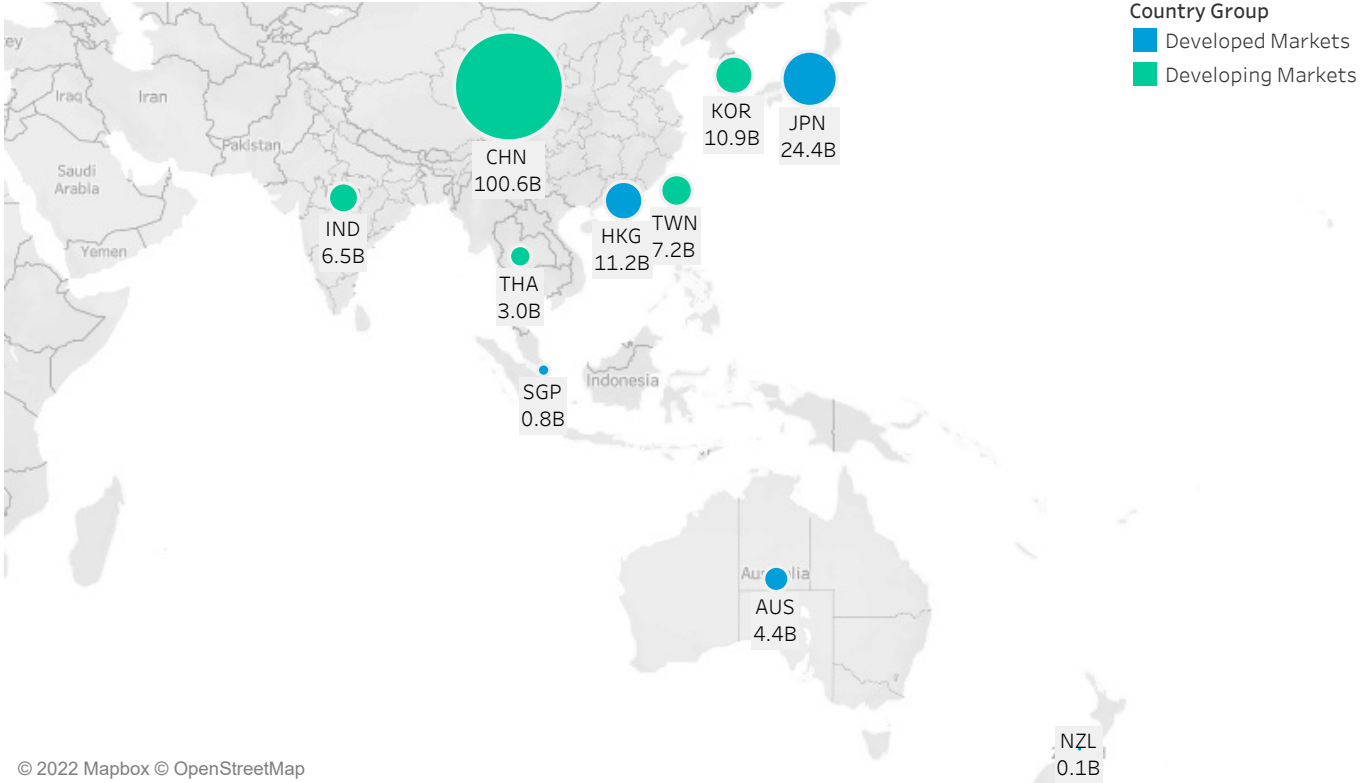 Country Group
Developed Markets
Developing Markets
ey
Iraq
Iran
Pakistan
Saudi
Arabia
Yemen
CHN
100.6B
KOR
10.9B
JPN
24.4B
IND
6.5B
HKG
11.2B
TWN
7.2B
THA
3.0B
SGP
0.8B
Indonesia
AUS
4.4B
NZL
0.1B
© 2022 Mapbox © OpenStreetMap